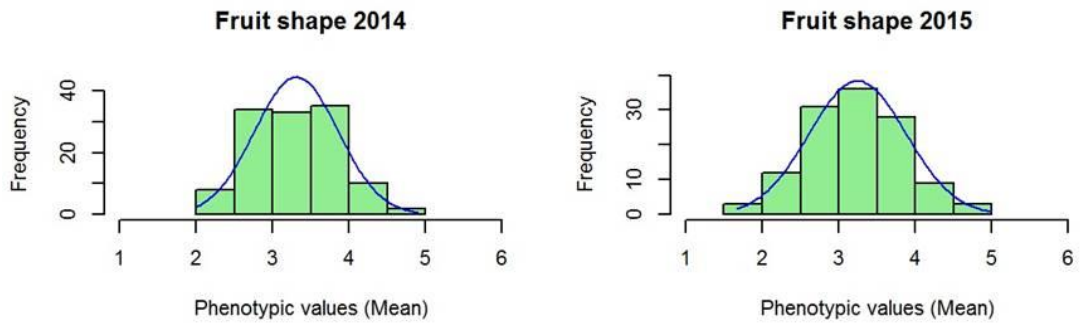 Fruit shape 2014
Frequency
0
20
40
1 2 3 4 5 6
Phenotypic values (Mean)
Fruit shape 2015
Frequency
0
10
30
1 2 3 4 5 6
Phenotypic values (Mean)